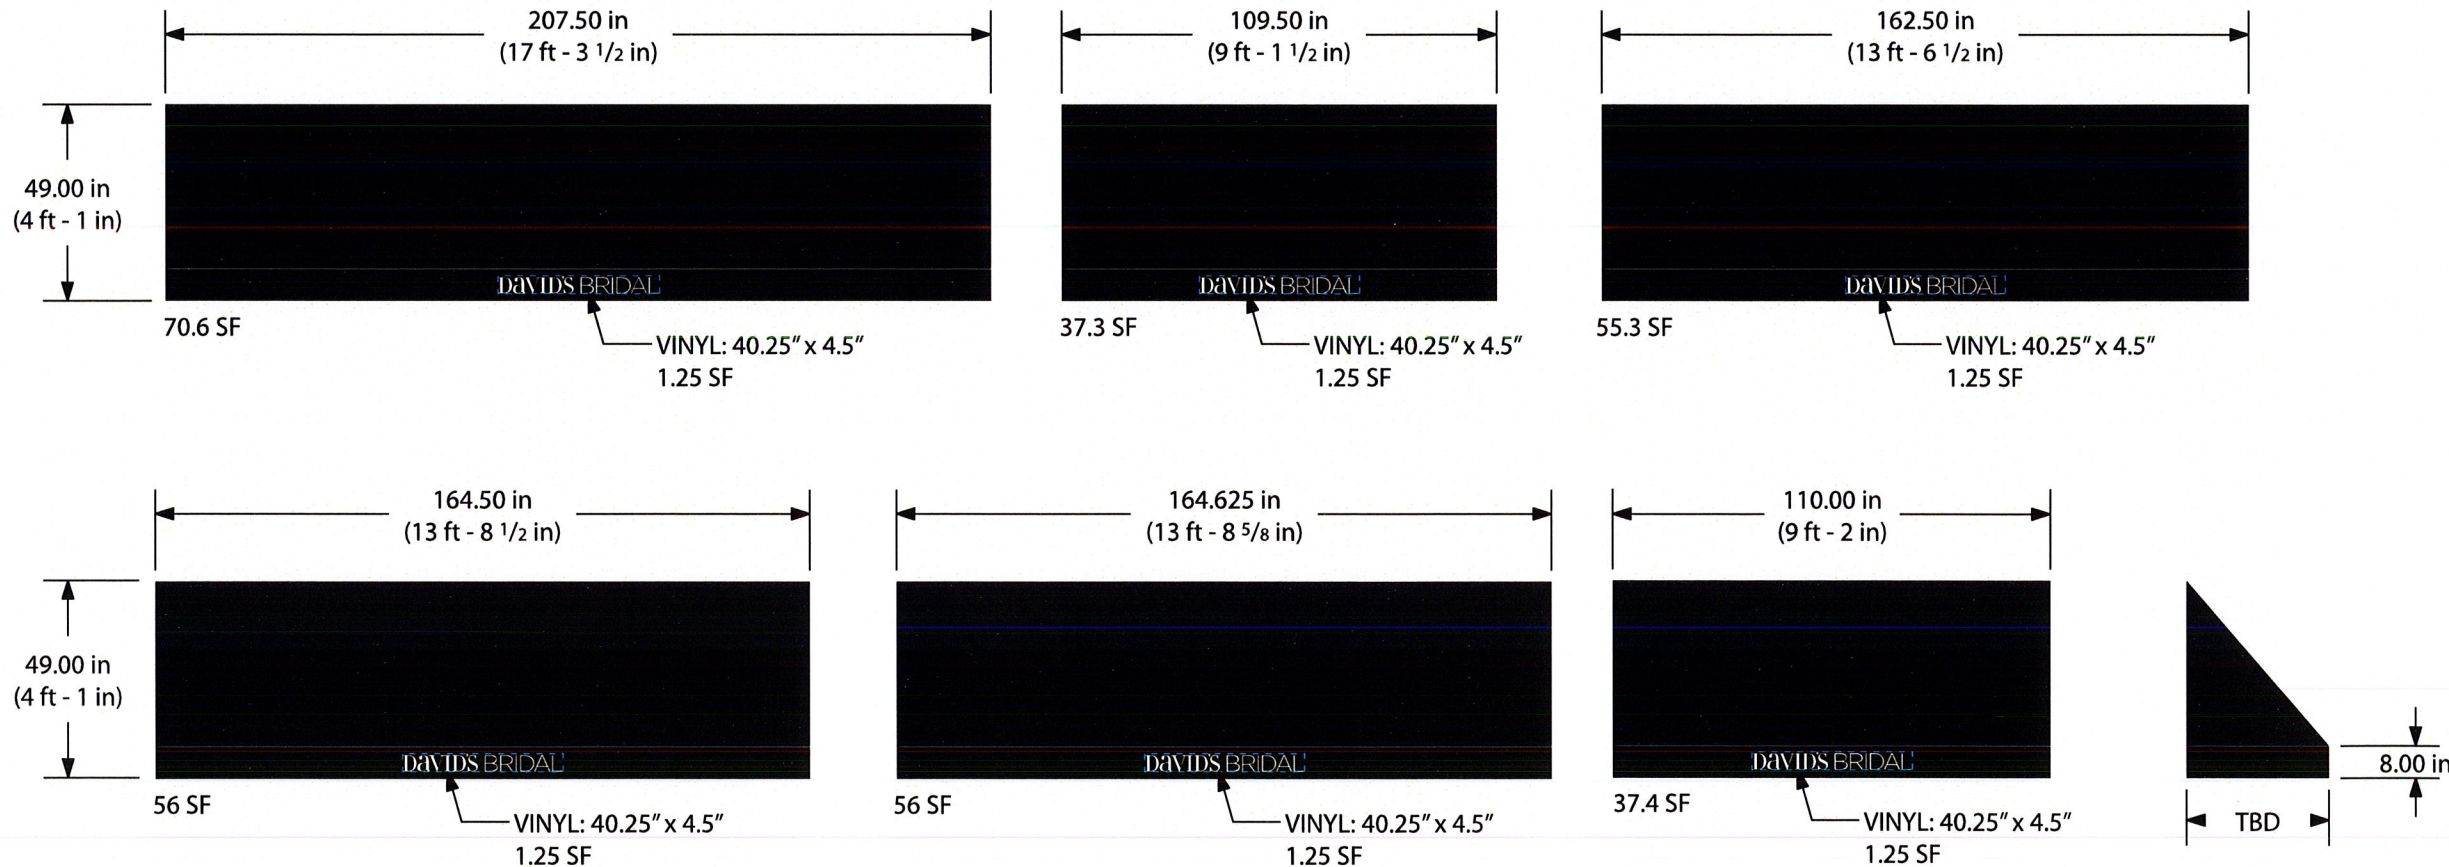 207.50 in
(17 ft - 3 1/2 in)
109.50 in
(9 ft - 1 1/2 in)
162.50 in
(13 ft - 6 1/2 in)
49.00 in
(4 ft - 1 in)
DAVID'S BRIDAL
DAVID'S BRIDAL
DAVID'S BRIDAL
70.6 SF
37.3 SF
55.3 SF
VINYL: 40.25" x 4.5"
1.25 SF
VINYL: 40.25" x 4.5"
1.25 SF
VINYL: 40.25" x 4.5"
1.25 SF
164.50 in
(13 ft - 8 1/2 in)
164.625 in
(13 ft - 8 5/8 in)
110.00 in
(9 ft - 2 in)
49.00 in
(4 ft - 1 in)
DAVID'S BRIDAL
DAVID'S BRIDAL
DAVID'S BRIDAL
8.00 in
56 SF
56 SF
37.4 SF
TBD
VINYL: 40.25" x 4.5"
1.25 SF
VINYL: 40.25" x 4.5"
1.25 SF
VINYL: 40.25" x 4.5"
1.25 SF